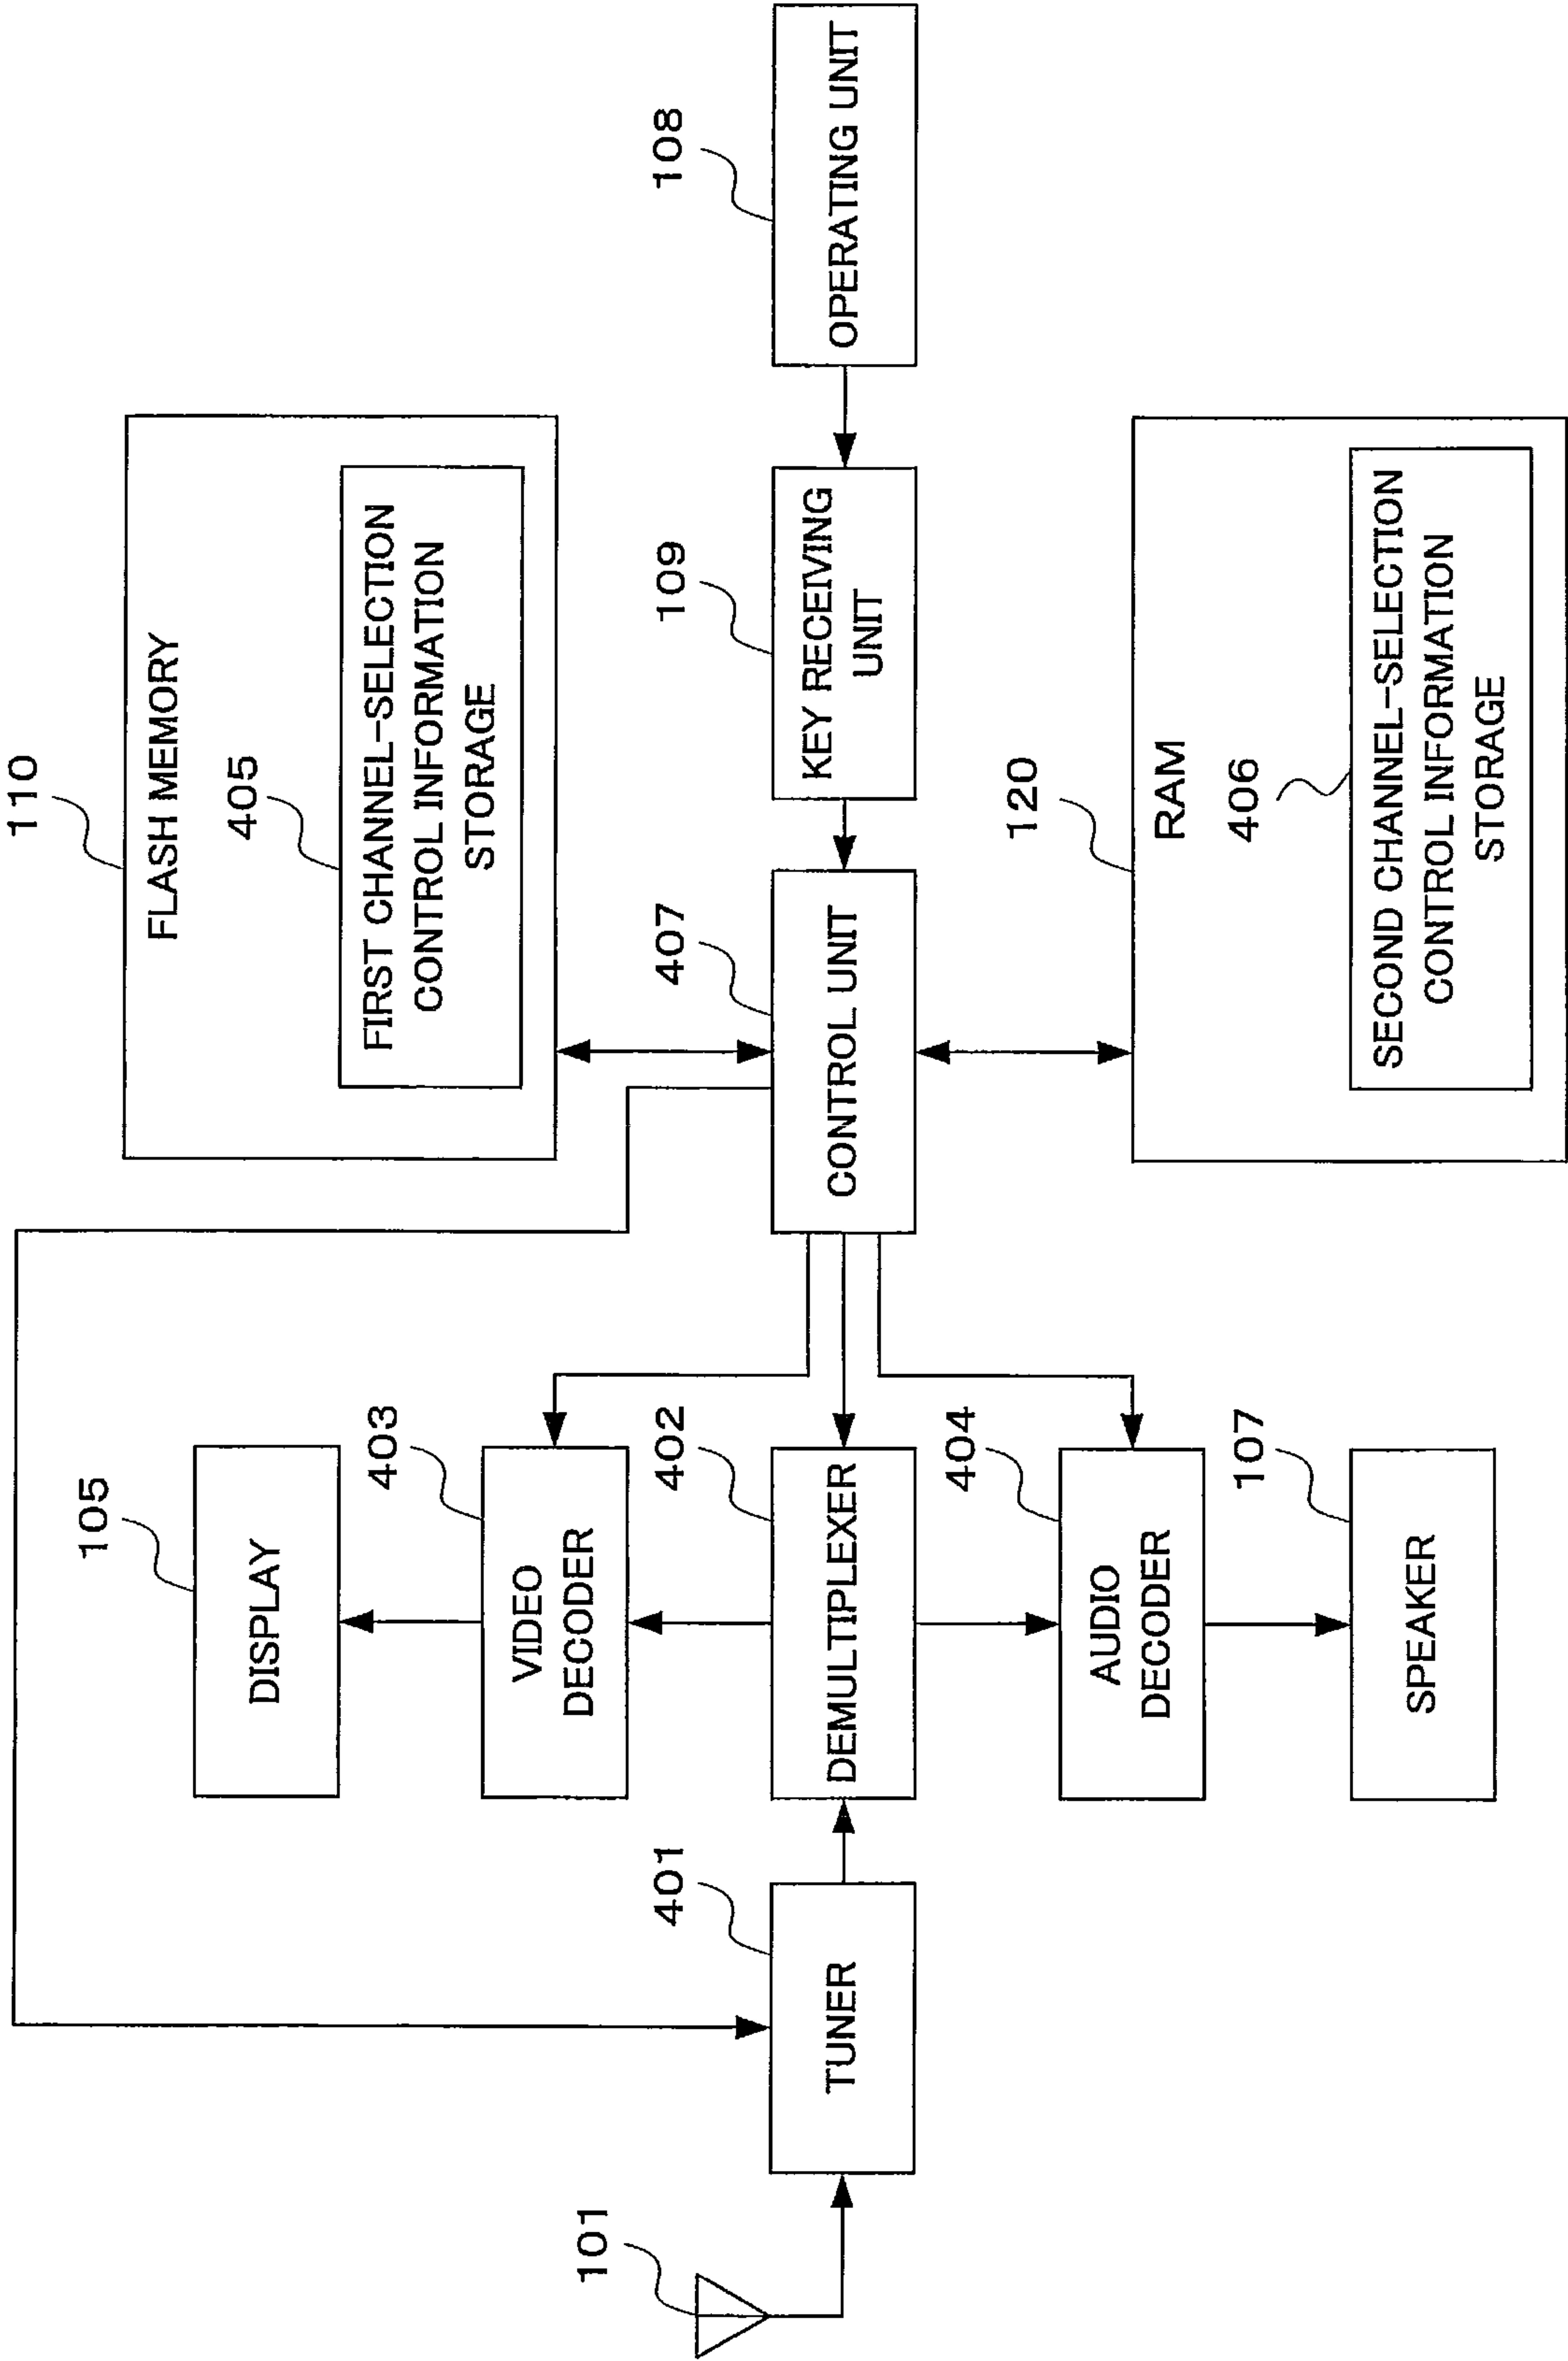 110
FLASH MEMORY
405
FIRST CHANNEL-SELECTION
CONTROL INFORMATION
STORAGE
105
DISPLAY
403
VIDEO
DECODER
101
401
TUNER
402
DEMULTIPLEXER
407
CONTROL UNIT
109
KEY RECEIVING
UNIT
108
OPERATING UNIT
404
AUDIO
DECODER
107
SPEAKER
120
RAM
406
SECOND CHANNEL-SELECTION
CONTROL INFORMATION
STORAGE